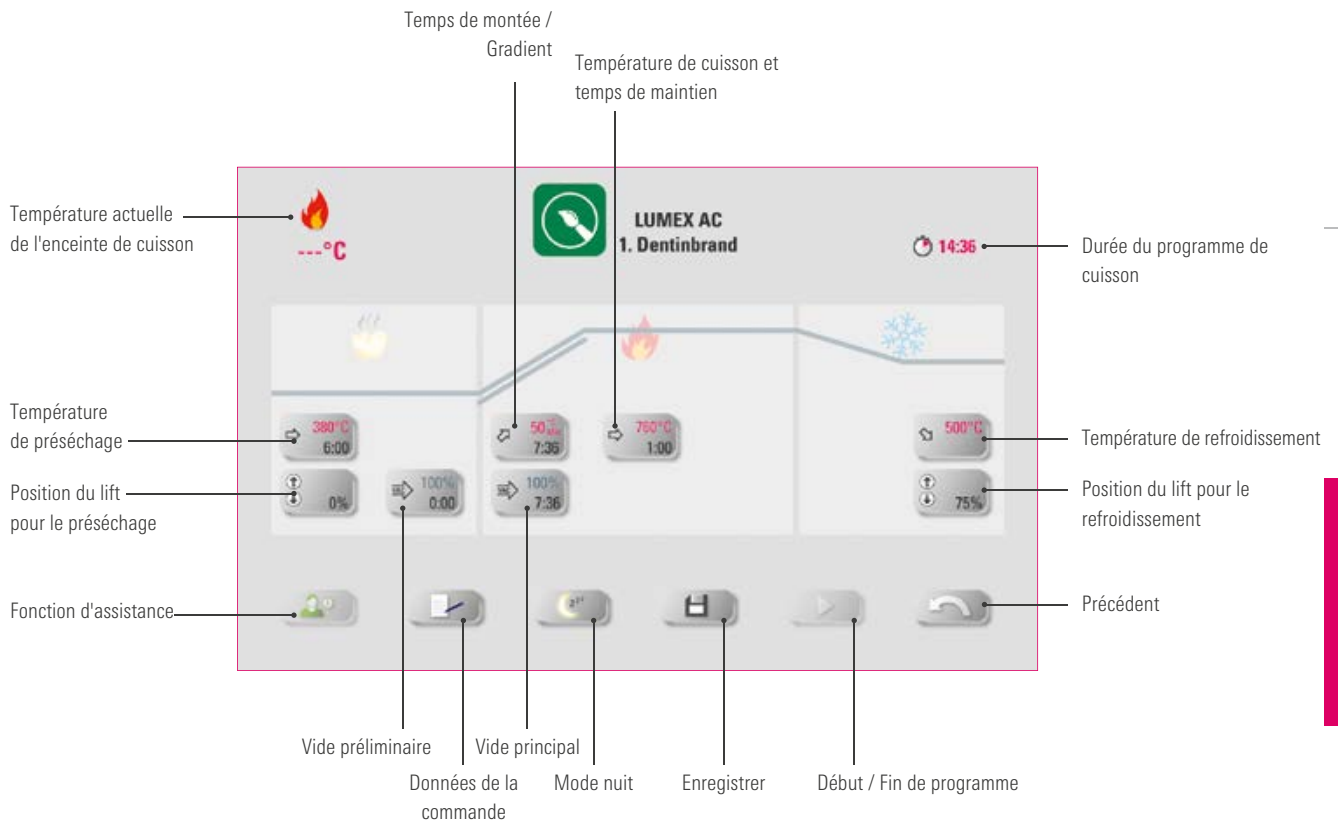 Temps de montée /
Gradient
Température de cuisson et
temps de maintien
Température actuelle
de l'enceinte de cuisson
---°C
LUMEX AC
1. Dentinbrand
14:36
Durée du programme de
cuisson
Température
de préséchage
380°C
6:00
50
7:36
760°C
1:00
500°C
Température de refroidissement
Position du lift
pour le préséchage
0%
100%
0:00
100%
7:36
75%
Position du lift pour le
refroidissement
Fonction d'assistance
Précédent
Vide préliminaire
Vide principal
Données de la
commande
Mode nuit
Enregistrer
Début / Fin de programme